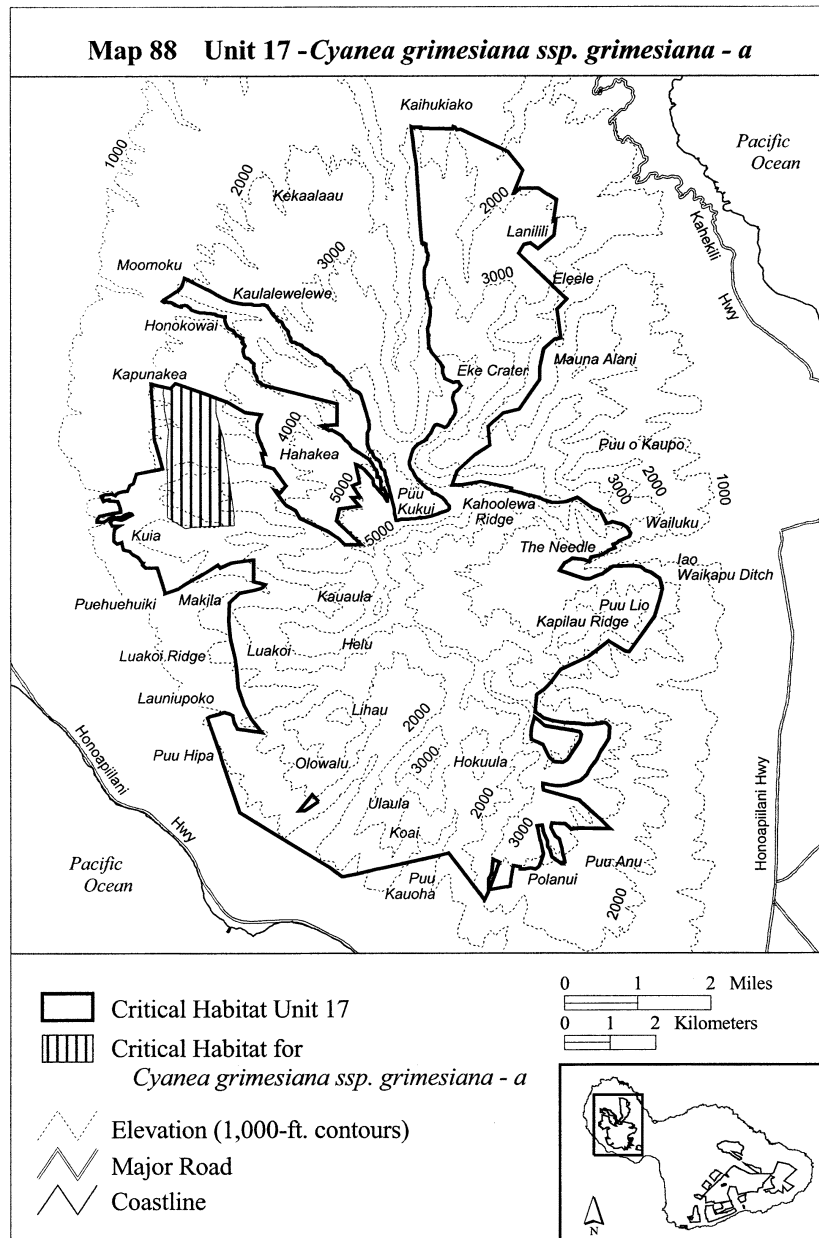 Map 88 Unit 17 - Cyanea grimesiana ssp. grimesiana - a
Kaihukiako
Pacific
Ocean
1000
2000
Kekaalaau
2000
Kahekili
Hwy
Lanilili
3000
3000
Eleele
Moomoku
Kaulalewelewe
Honokowai
Mauna Alani
Eke Crater
Kapunakea
4000
Hahakea
Puu o Kaupo
3000
2000
1000
5000
Puu
Kukui
Kahoolewa
Ridge
Wailuku
5000
Kuia
The Needle
Iao
Waikapu Ditch
Puehuehuiki
Makila
Kauaula
Puu Lio
Kapilau Ridge
Luakoi Ridge
Luakoi
Helu
Launiupoko
Lihau
2000
Puu Hipa
Olowalu
3000
Hokuula
Honoapiilani
Hwy
Honoapiilani Hwy
Ulaula
2000
Koai
3000
Pacific
Ocean
Puu
Kauoha
Polanui
Puu Anu
2000
Critical Habitat Unit 17
Critical Habitat for
Cyanea grimesiana ssp. grimesiana - a
Elevation (1,000-ft. contours)
Major Road
Coastline
0 1 2 Miles
0 1 2 Kilometers
N